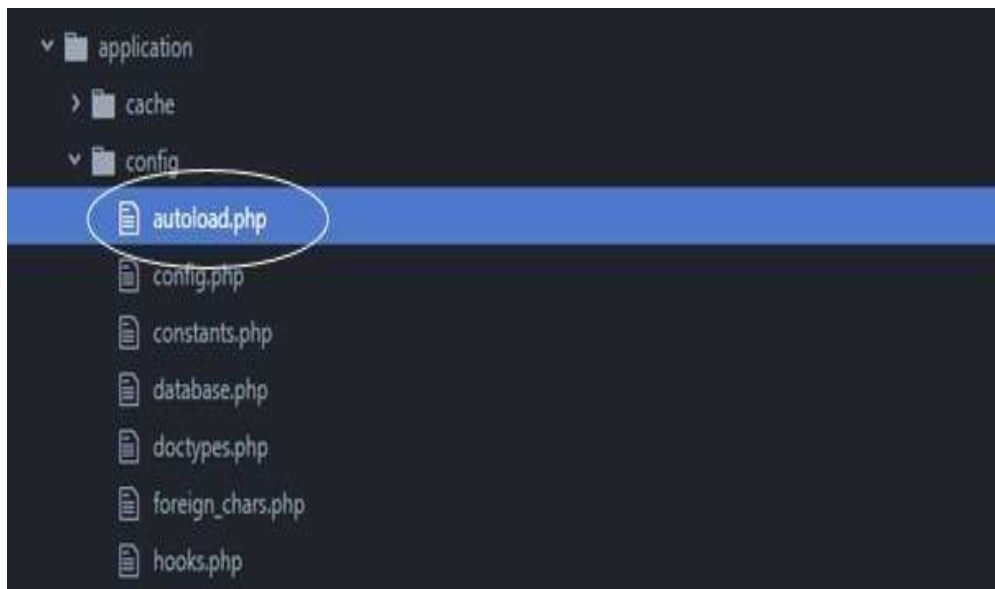 application
cache
config
autoload.php
config.php
constants.php
database.php
doctypes.php
foreign_chars.php
hooks.php